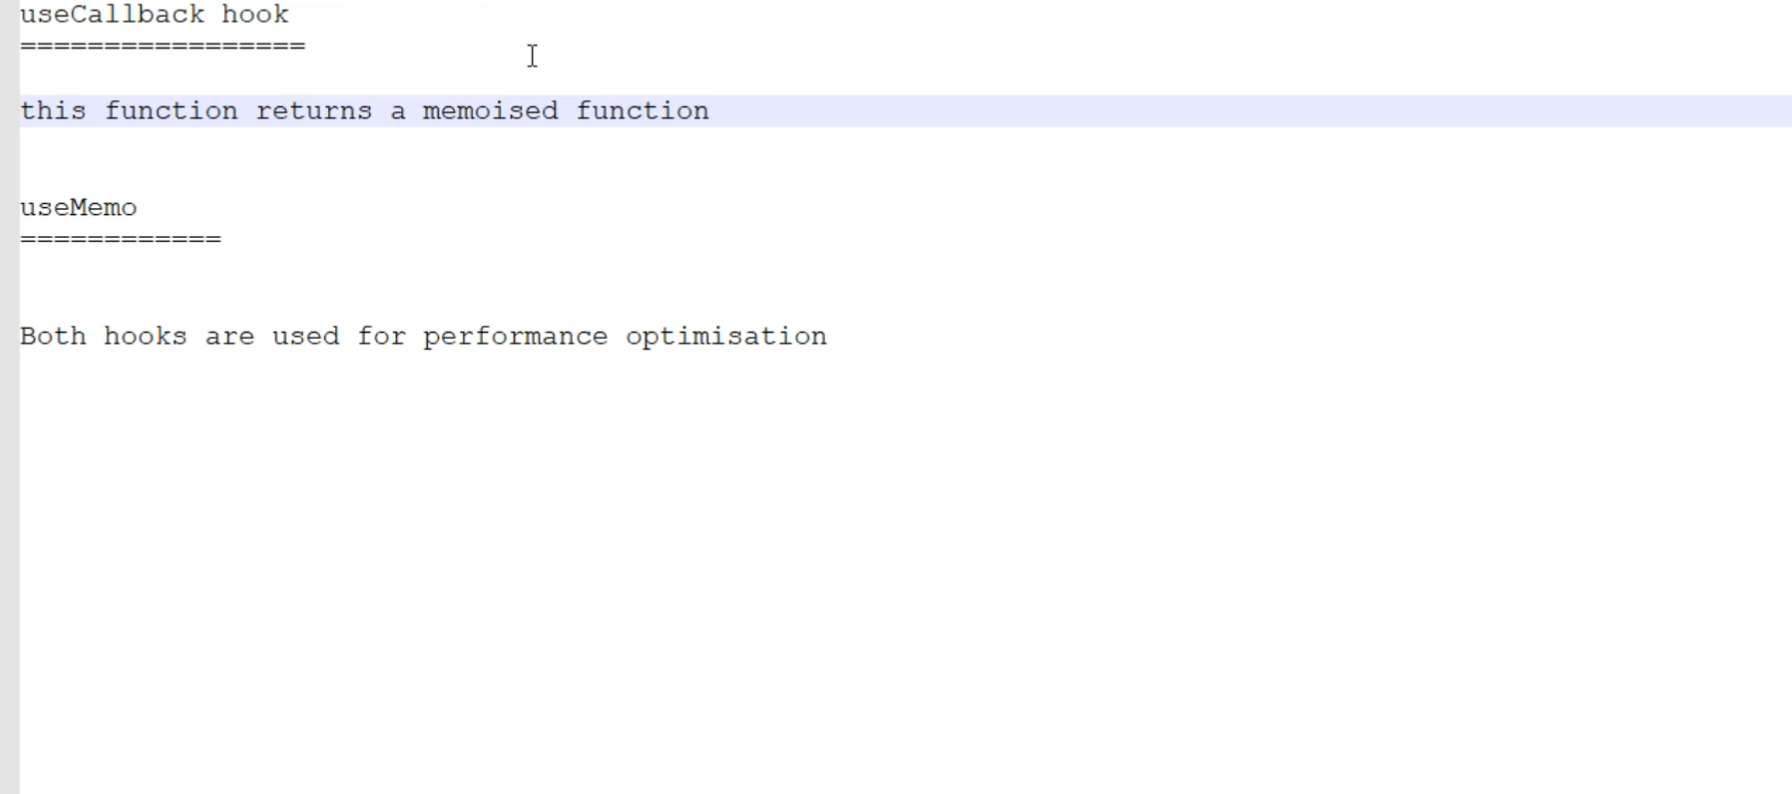 useCallback hook
=================
this function returns a memoised function
useMemo
============
Both hooks are used for performance optimisation